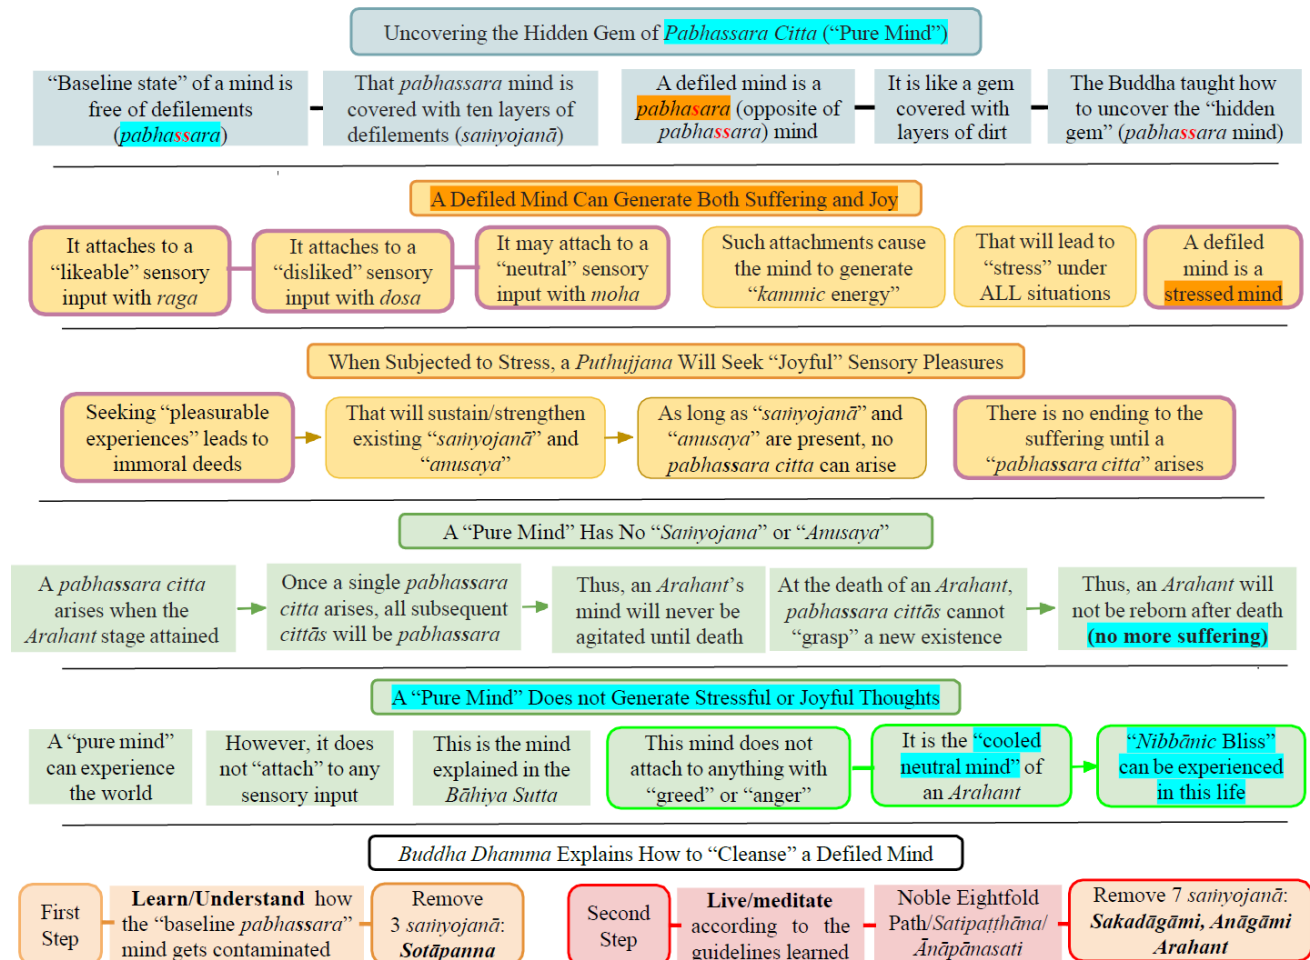 Uncovering the Hidden Gem of Pabhassara Citta (“Pure Mind”)
“Baseline state” of a mind is
free of defilements
(pabhassara)
That pabhassara mind is
covered with ten layers of
defilements (saṁyojanā)
A defiled mind is a
pabhasara (opposite of
pabhassara) mind
It is like a gem
covered with
layers of dirt
The Buddha taught how
to uncover the “hidden
gem” (pabhassara mind)
A Defiled Mind Can Generate Both Suffering and Joy
It attaches to a
“likeable” sensory
input with raga
It attaches to a
“disliked” sensory
input with dosa
It may attach to a
“neutral” sensory
input with moha
Such attachments cause
the mind to generate
“kammic energy”
That will lead to
“stress” under
ALL situations
A defiled
mind is a
stressed mind
When Subjected to Stress, a Puthujjana Will Seek “Joyful” Sensory Pleasures
Seeking “pleasurable
experiences” leads to
immoral deeds
That will sustain/strengthen
existing “saṁyojanā” and
“anusaya”
As long as “saṁyojanā” and
“anusaya” are present, no
pabhassara citta can arise
There is no ending to the
suffering until a
“pabhassara citta” arises
A “Pure Mind” Has No “Saṁyojana” or “Anusaya”
A pabhassara citta
arises when the
Arahant stage attained
Once a single pabhassara
citta arises, all subsequent
cittās will be pabhassara
Thus, an Arahant’s
mind will never be
agitated until death
At the death of an Arahant,
pabhassara cittās cannot
“grasp” a new existence
Thus, an Arahant will
not be reborn after death
(no more suffering)
A “Pure Mind” Does not Generate Stressful or Joyful Thoughts
A “pure mind”
can experience
the world
However, it does
not “attach” to any
sensory input
This is the mind
explained in the
Bāhiya Sutta
This mind does not
attach to anything with
“greed” or “anger”
It is the “cooled
neutral mind” of
an Arahant
“Nibbānic Bliss”
can be experienced
in this life
Buddha Dhamma Explains How to “Cleanse” a Defiled Mind
First
Step
Learn/Understand how
the “baseline pabhassara”
mind gets contaminated
Remove
3 saṁyojanā:
Sotāpanna
Second
Step
Live/meditate
according to the
guidelines learned
Noble Eightfold
Path/Satipaṭṭhāna/
Ānāpānasati
Remove 7 saṁyojanā:
Sakadāgāmi, Anāgāmi
Arahant